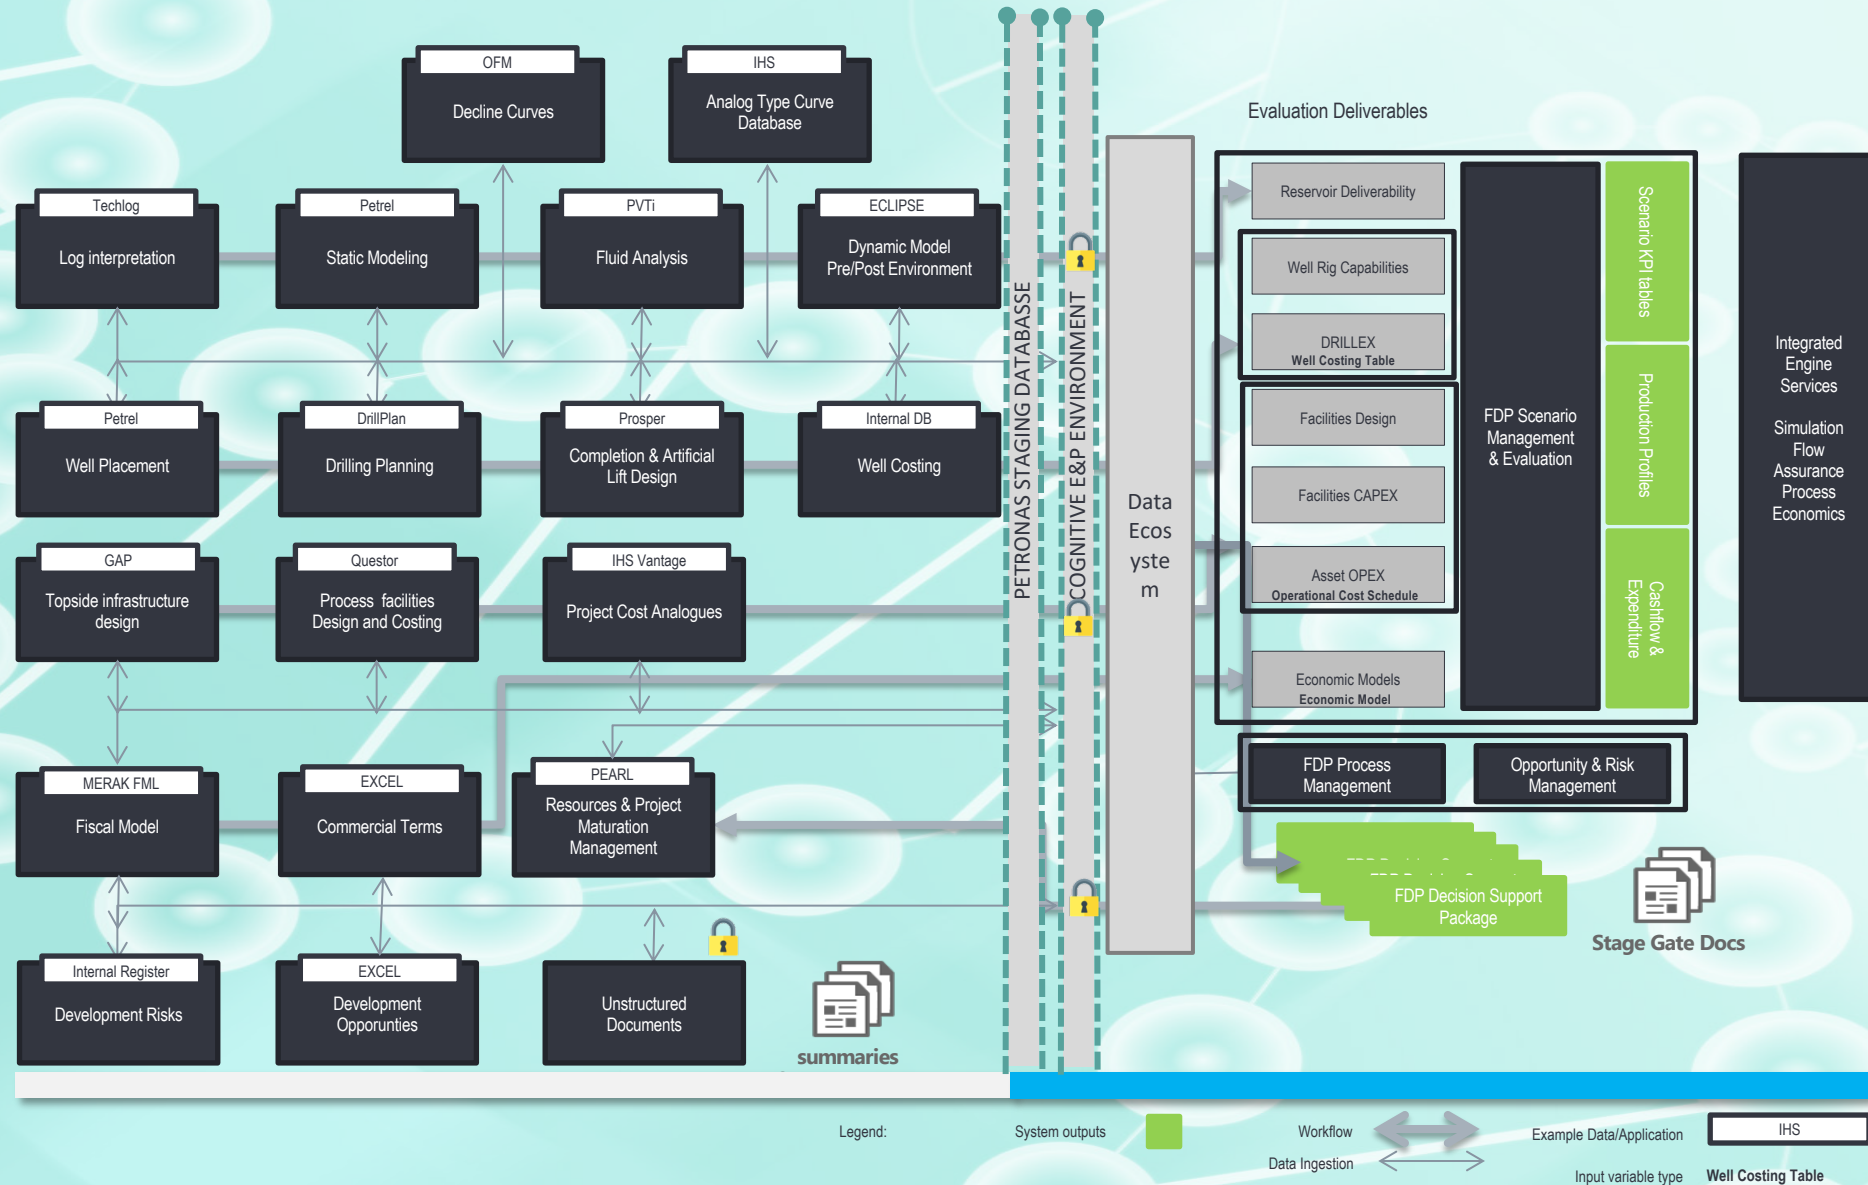 OFM
Decline Curves
IHS
Analog Type Curve
Database
Evaluation Deliverables
Techlog
Log interpretation
Petrel
Static Modeling
PVTi
Fluid Analysis
ECLIPSE
Dynamic Model
Pre/Post Environment
Petrel
Well Placement
DrillPlan
Drilling Planning
Prosper
Completion & Artificial
Lift Design
Internal DB
Well Costing
GAP
Topside infrastructure
design
Questor
Process facilities
Design and Costing
IHS Vantage
Project Cost Analogues
MERAK FML
Fiscal Model
EXCEL
Commercial Terms
PEARL
Resources & Project
Maturation
Management
Internal Register
Development Risks
EXCEL
Development
Opporunties
Unstructured
Documents
summaries
PETRONAS STAGING DATABASSE
COGNITIVE E&P ENVIRONMENT
Data
Ecos
yste
m
Reservoir Deliverability
Well Rig Capabilities
DRILLEX
Well Costing Table
Facilities Design
Facilities CAPEX
Asset OPEX
Operational Cost Schedule
Economic Models
Economic Model
FDP Scenario
Management
& Evaluation
Scenario KPI tables
Production Profiles
Cashflow &
Expenditure
Integrated
Engine
Services
Simulation
Flow
Assurance
Process
Economics
FDP Process
Management
Opportunity & Risk
Management
FDP Decision Support
Package
Stage Gate Docs
Legend:
System outputs
Workflow
Data Ingestion
Example Data/Application
IHS
Input variable type
Well Costing Table